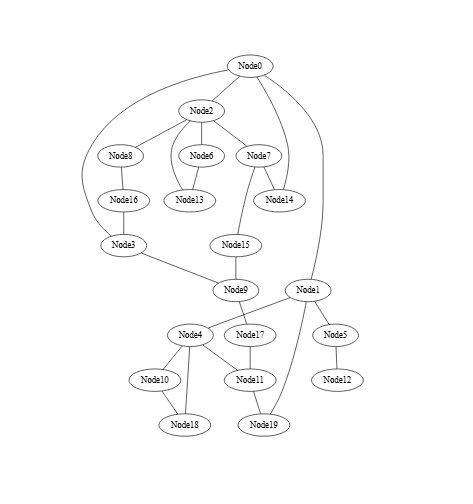 Node0
Node2
Node8 Node6 Node7
Node16 Node13 Node14
Node3 Node15
Node9 Node1
Node4 Node17 Node5
Node10 Node11 Node12
Node18 Node19